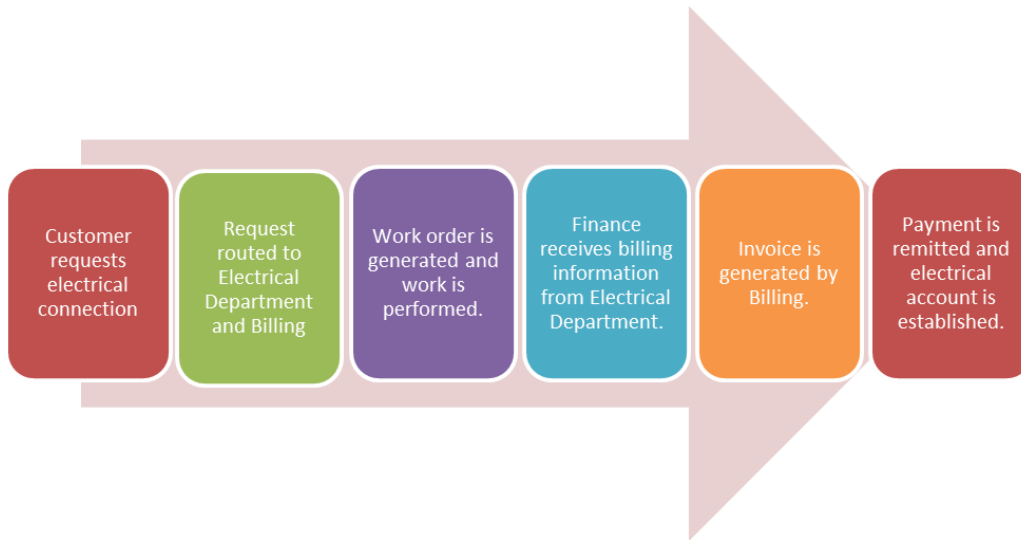 Customer
requests
electrical
connection
Request
routed to
Electrical
Department
and Billing
Work order is
generated and
work is
performed.
Finance
receives billing
information
from Electrical
Department.
Invoice is
generated by
Billing.
Payment is
remitted and
electrical
account is
established.